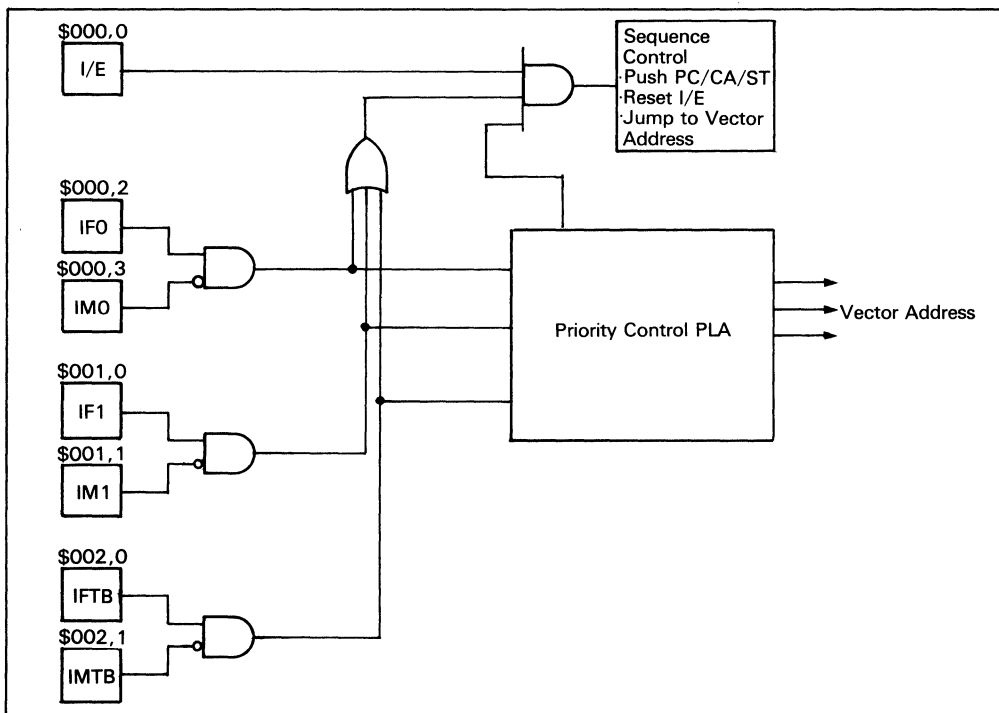 $000,0
I/E
Sequence
Control
·Push PC/CA/ST
·Reset I/E
·Jump to Vector
Address
$000,2
IF0
$000,3
IM0
Priority Control PLA
Vector Address
$001,0
IF1
$001,1
IM1
$002,0
IFTB
$002,1
IMTB